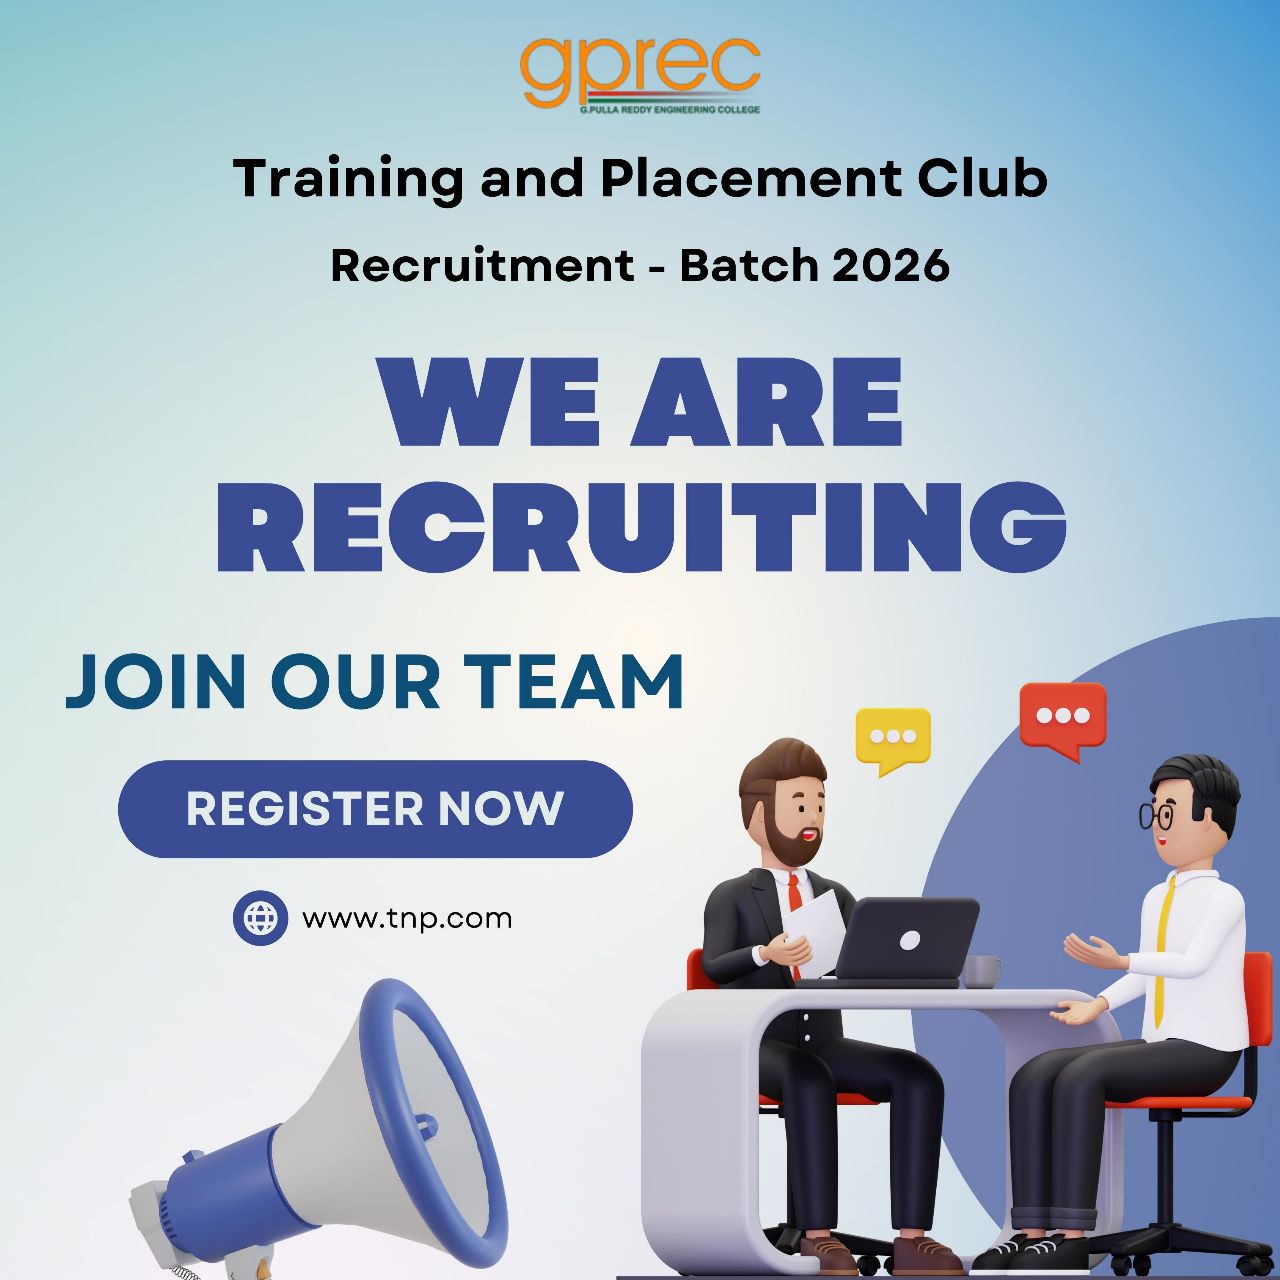 gprec
G.PULLA REDDY ENGINEERING COLLEGE
Training and Placement Club
Recruitment - Batch 2026
WE ARE
RECRUITING
JOIN OUR TEAM
REGISTER NOW
www.tnp.com